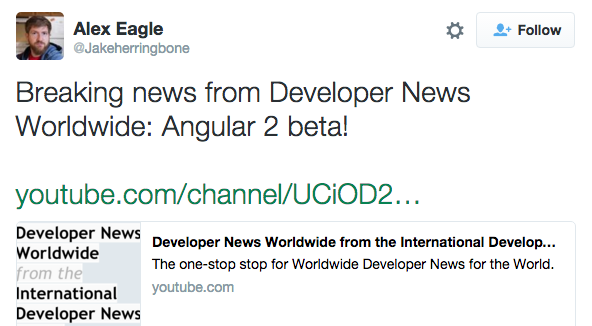 Alex Eagle
@Jakeherringbone
Follow
Breaking news from Developer News
Worldwide: Angular 2 beta!
youtube.com/channel/UCiOD2…
Developer News
Worldwide
from the
International
Developer News
Developer News Worldwide from the International Develop…
The one-stop stop for Worldwide Developer News for the World.
youtube.com